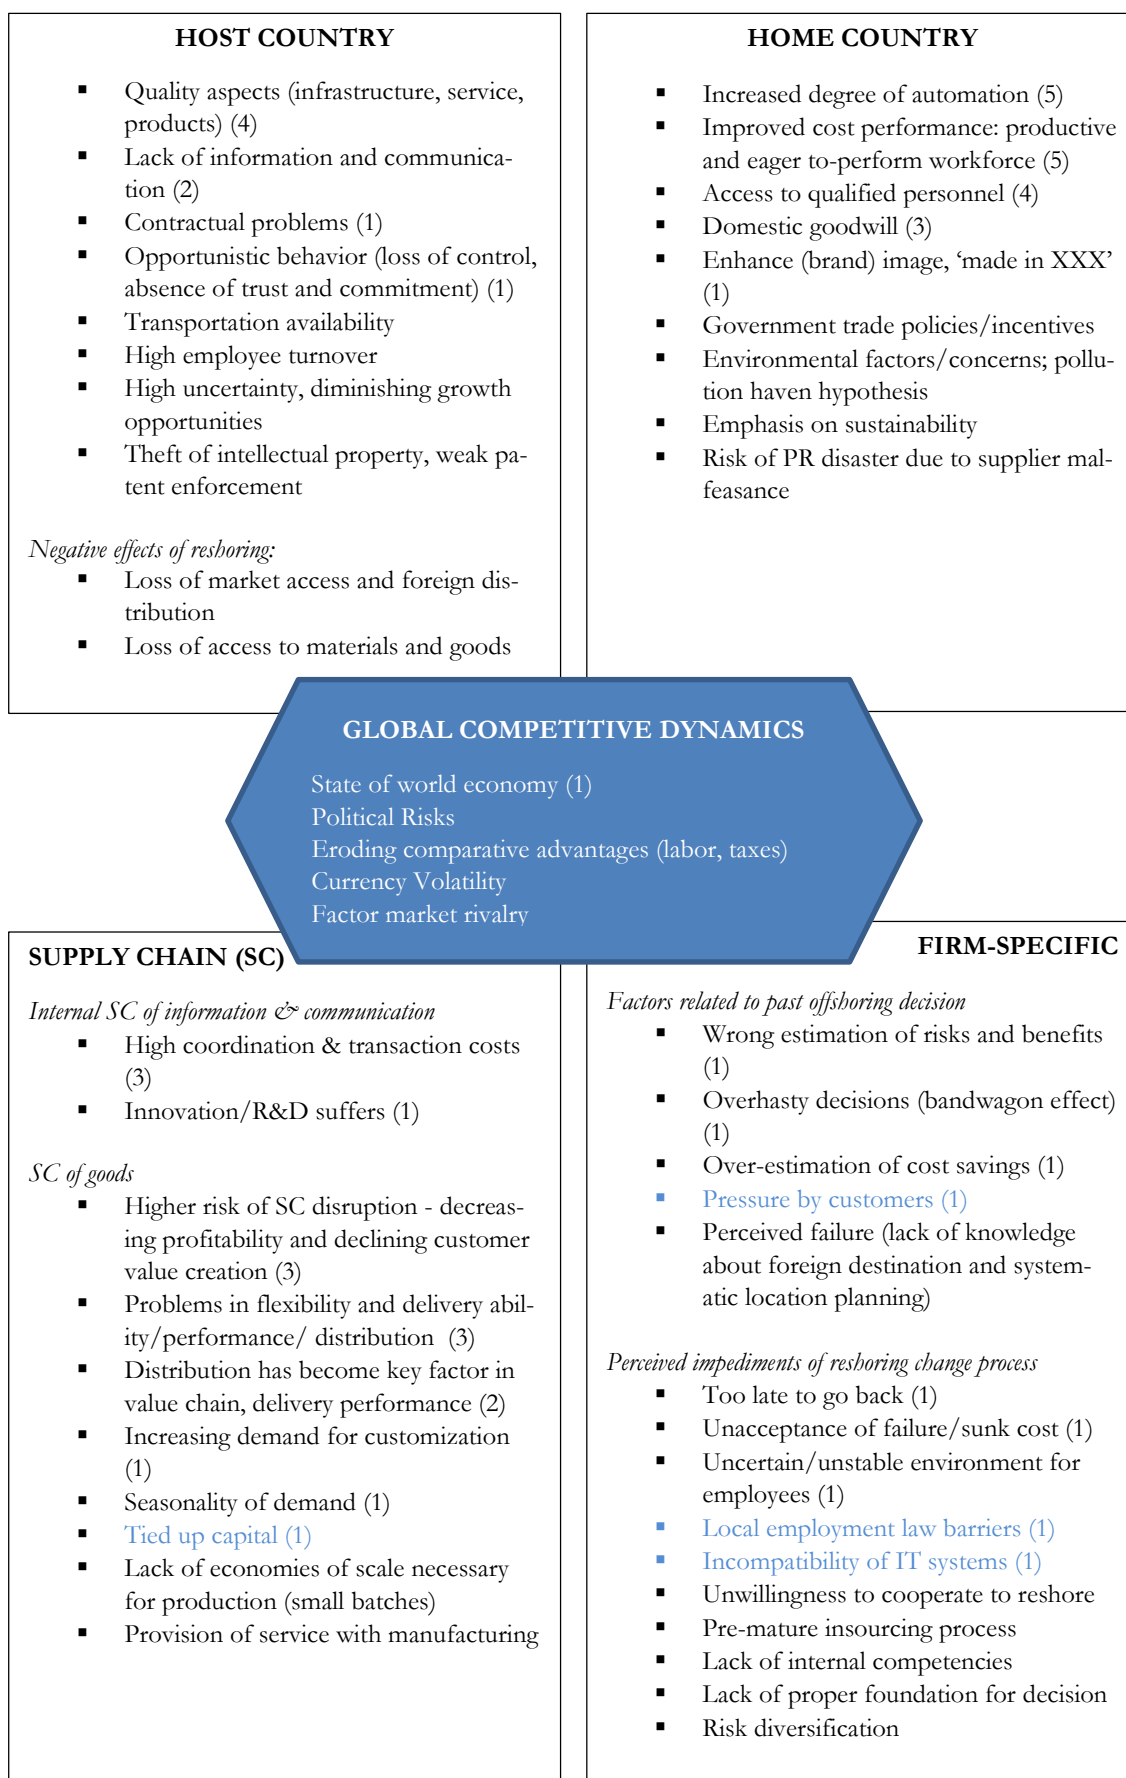 HOST COUNTRY
▪ Quality aspects (infrastructure, service,
products) (4)
▪ Lack of information and communica-
tion (2)
▪ Contractual problems (1)
▪ Opportunistic behavior (loss of control,
absence of trust and commitment) (1)
▪ Transportation availability
▪ High employee turnover
▪ High uncertainty, diminishing growth
opportunities
▪ Theft of intellectual property, weak pa-
tent enforcement
Negative effects of reshoring:
▪ Loss of market access and foreign dis-
tribution
▪ Loss of access to materials and goods
HOME COUNTRY
▪ Increased degree of automation (5)
▪ Improved cost performance: productive
and eager to-perform workforce (5)
▪ Access to qualified personnel (4)
▪ Domestic goodwill (3)
▪ Enhance (brand) image, ‘made in XXX’
(1)
▪ Government trade policies/incentives
▪ Environmental factors/concerns; pollu-
tion haven hypothesis
▪ Emphasis on sustainability
▪ Risk of PR disaster due to supplier mal-
feasance
GLOBAL COMPETITIVE DYNAMICS
State of world economy (1)
Political Risks
Eroding comparative advantages (labor, taxes)
Currency Volatility
Factor market rivalry
SUPPLY CHAIN (SC)
Internal SC of information & communication
▪ High coordination & transaction costs
(3)
▪ Innovation/R&D suffers (1)
SC of goods
▪ Higher risk of SC disruption - decreas-
ing profitability and declining customer
value creation (3)
▪ Problems in flexibility and delivery abil-
ity/performance/ distribution (3)
▪ Distribution has become key factor in
value chain, delivery performance (2)
▪ Increasing demand for customization
(1)
▪ Seasonality of demand (1)
▪ Tied up capital (1)
▪ Lack of economies of scale necessary
for production (small batches)
▪ Provision of service with manufacturing
FIRM-SPECIFIC
Factors related to past offshoring decision
▪ Wrong estimation of risks and benefits
(1)
▪ Overhasty decisions (bandwagon effect)
(1)
▪ Over-estimation of cost savings (1)
▪ Pressure by customers (1)
▪ Perceived failure (lack of knowledge
about foreign destination and system-
atic location planning)
Perceived impediments of reshoring change process
▪ Too late to go back (1)
▪ Unacceptance of failure/sunk cost (1)
▪ Uncertain/unstable environment for
employees (1)
▪ Local employment law barriers (1)
▪ Incompatibility of IT systems (1)
▪ Unwillingness to cooperate to reshore
▪ Pre-mature insourcing process
▪ Lack of internal competencies
▪ Lack of proper foundation for decision
▪ Risk diversification